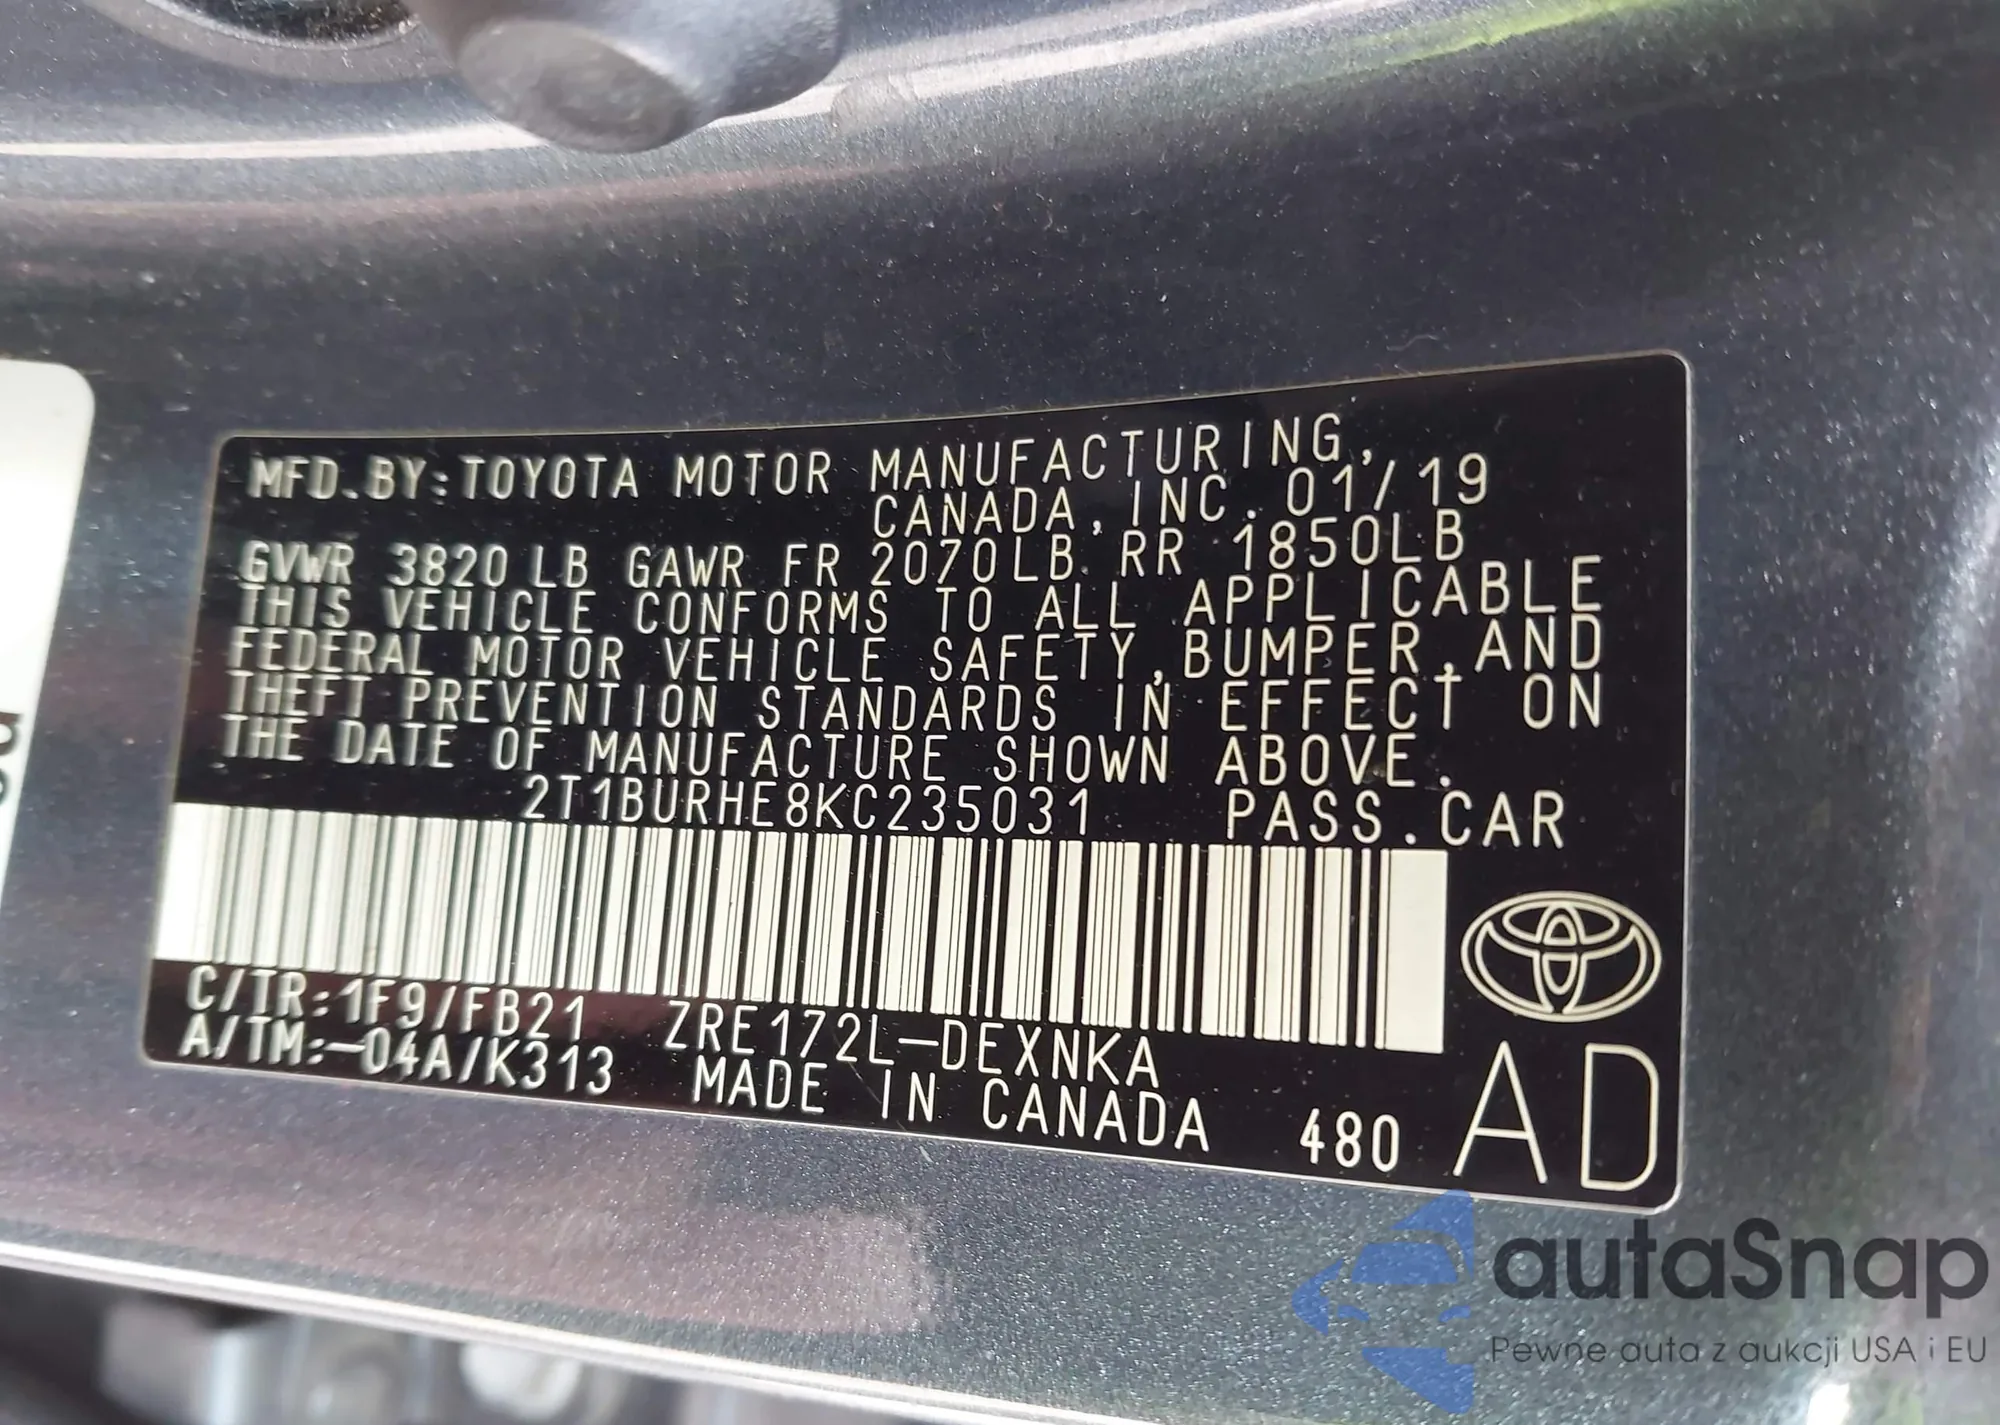 MFD.BY:TOYOTA MOTOR MANUFACTURING,
CANADA, INC. 01/19
GVWR 3820LB GAWR FR 2070LB RR 1850LB
THIS VEHICLE CONFORMS TO ALL APPLICABLE
FEDERAL MOTOR VEHICLE SAFETY,BUMPER,AND
THEFT PREVENTION STANDARDS IN EFFECT ON
THE DATE OF MANUFACTURE SHOWN ABOVE.
2T1BURHE8KC235031 PASS.CAR
C/TR:1F9/FB21 ZRE172L-DEXNKA
A/TM:-04A/K313 MADE IN CANADA 480 AD
autaSnap
Pewne auta z aukcji USA i EU